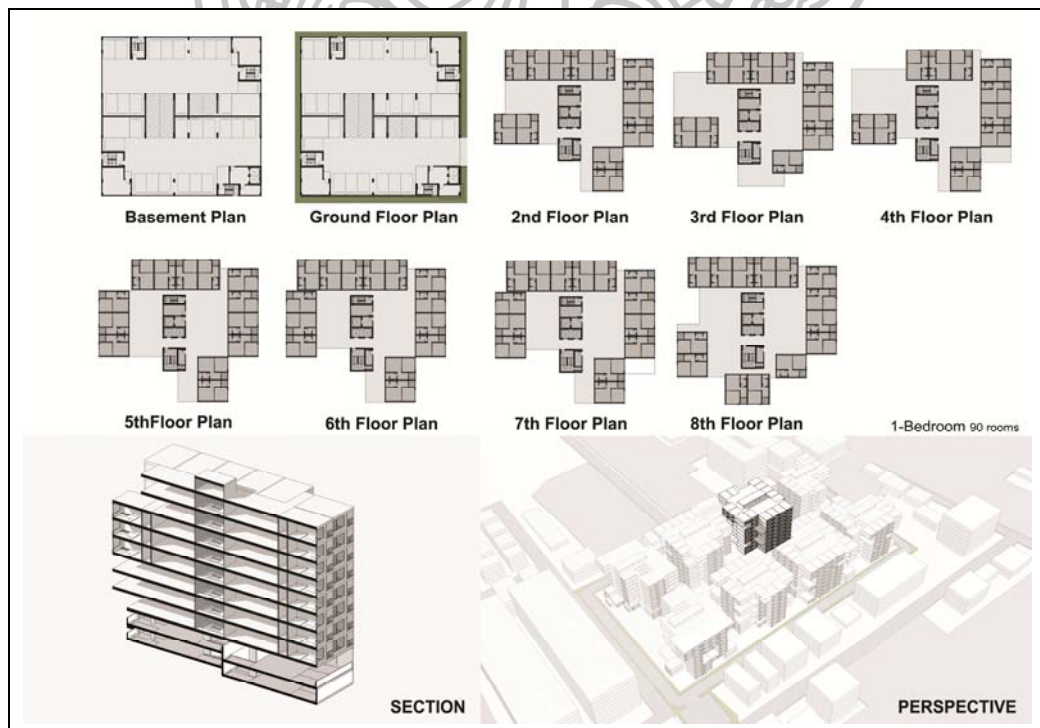 Basement Plan
Ground Floor Plan
2nd Floor Plan
3rd Floor Plan
4th Floor Plan
5thFloor Plan
6th Floor Plan
7th Floor Plan
8th Floor Plan
1-Bedroom 90 rooms
SECTION
PERSPECTIVE